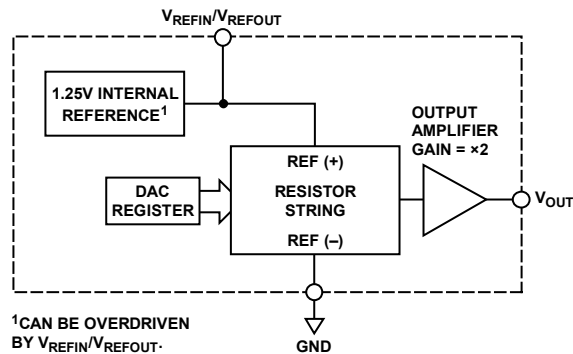 VREFIN/VREFOUT
1.25V INTERNAL
REFERENCE1
OUTPUT
AMPLIFIER
GAIN = ×2
REF (+)
DAC
REGISTER
RESISTOR
STRING
REF (–)
VOUT
GND
1CAN BE OVERDRIVEN
BY VREFIN/VREFOUT.